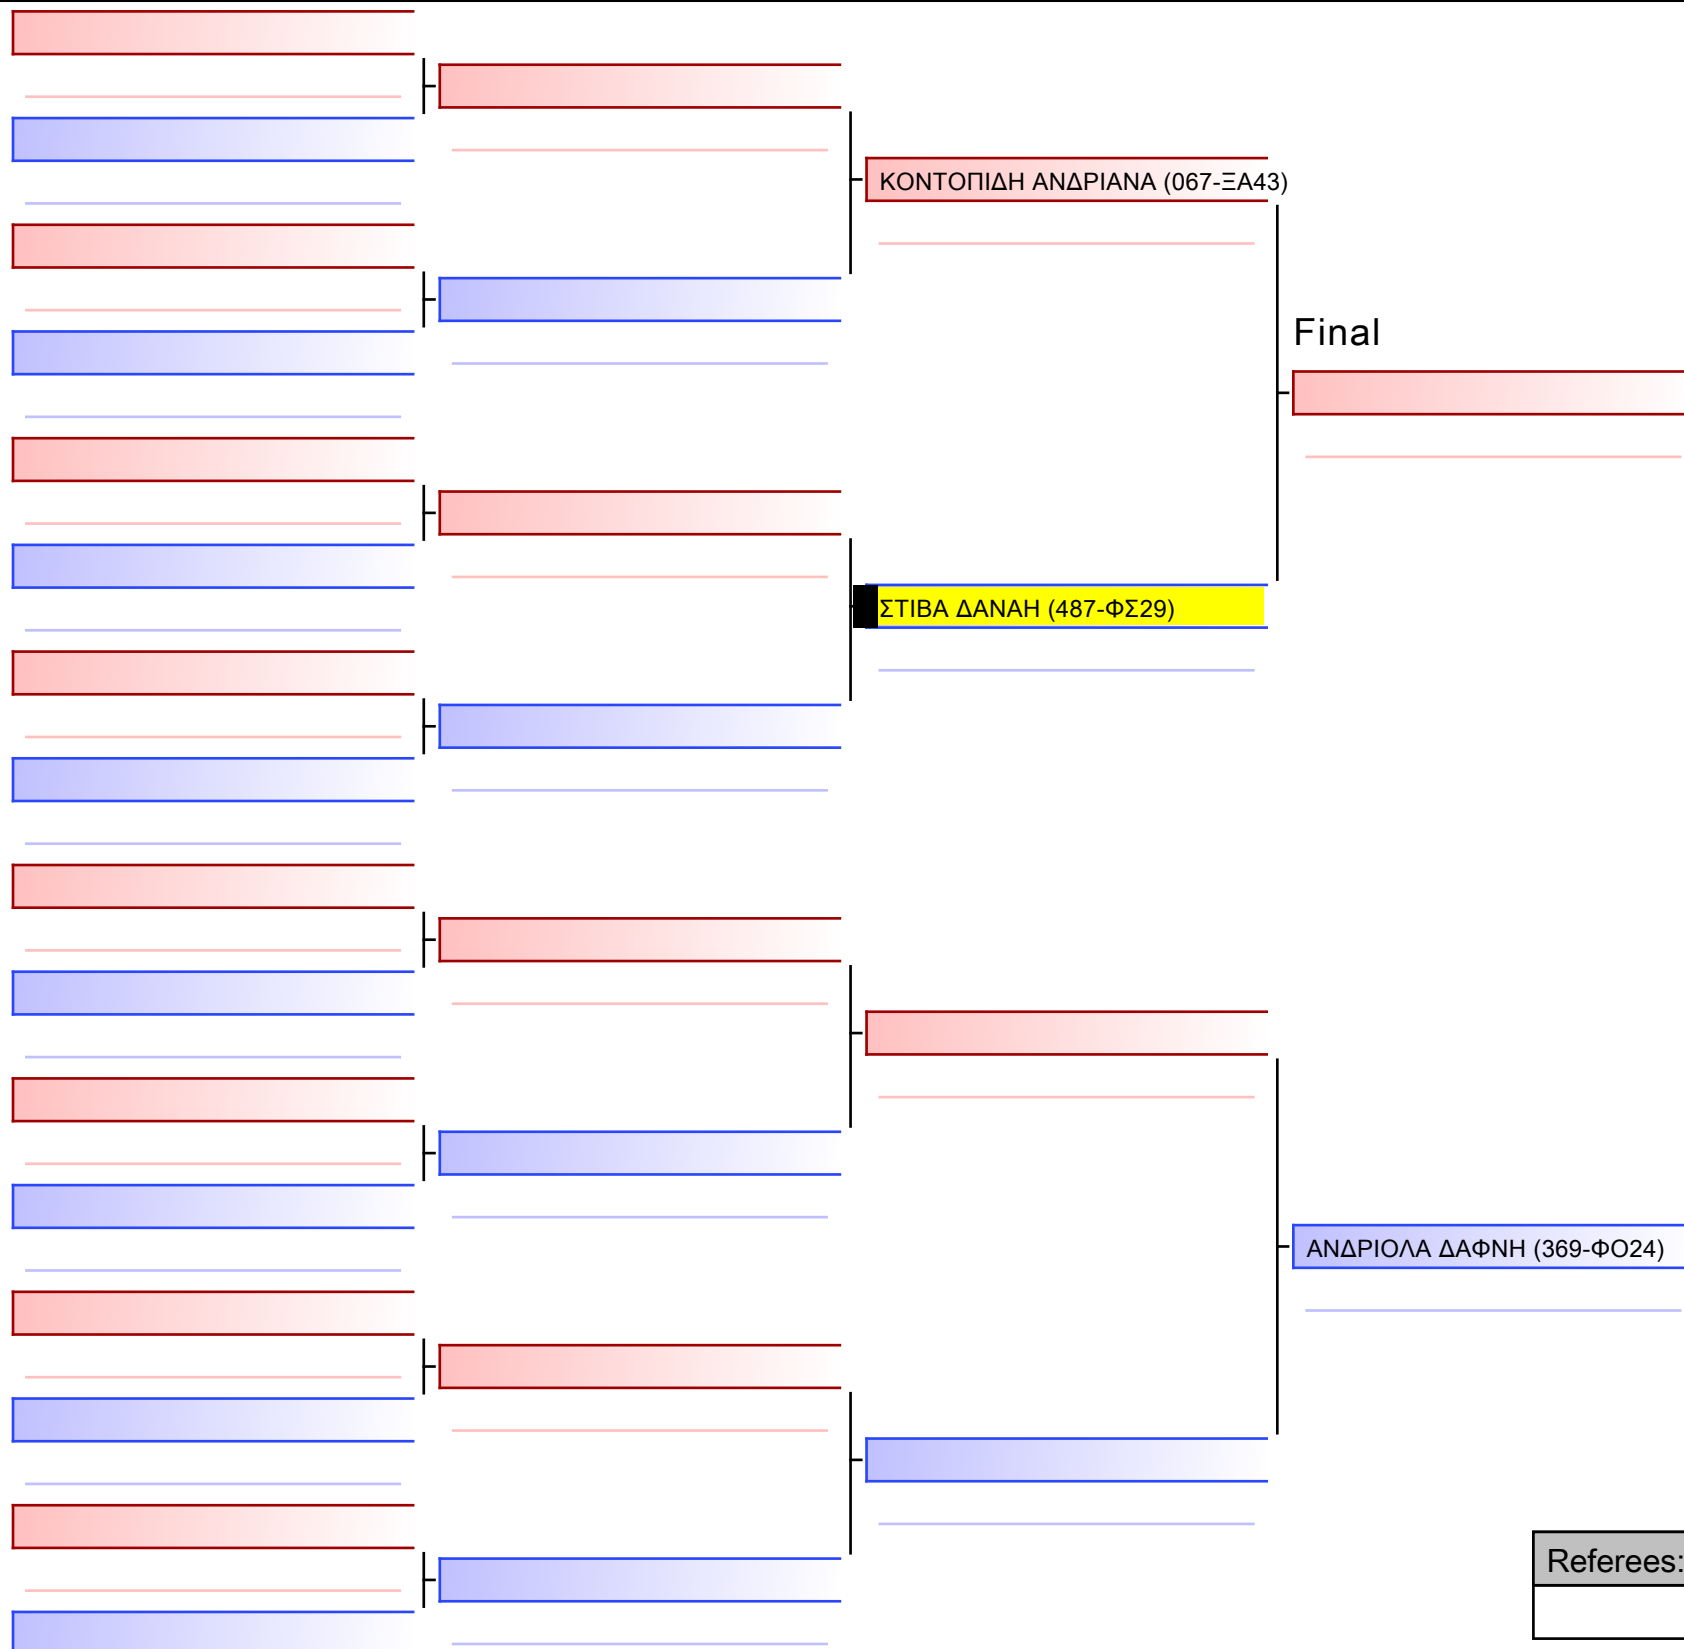 ΚΟΝΤΟΠΙΔΗ ΑΝΔΡΙΑΝΑ (067-ΞΑ43)
Final
ΣΤΙΒΑ ΔΑΝΑΗ (487-ΦΣ29)
ΑΝΔΡΙΟΛΑ ΔΑΦΝΗ (369-ΦΟ24)
Referees: